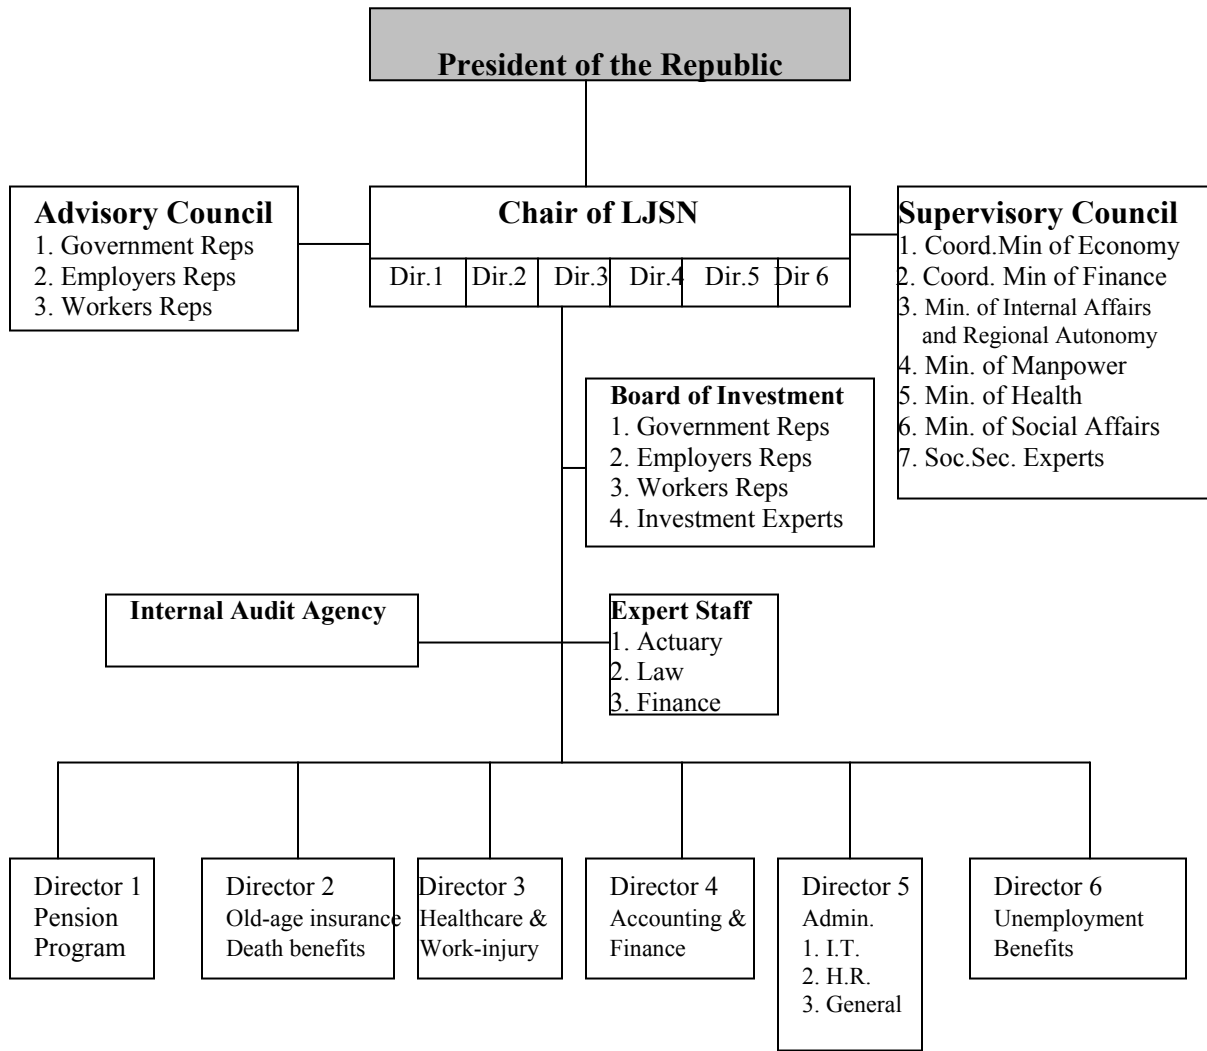 President of the Republic
Advisory Council
1. Government Reps
2. Employers Reps
3. Workers Reps
Chair of LJSN
Dir.1 Dir.2 Dir.3 Dir.4 Dir.5 Dir 6
Supervisory Council
1. Coord.Min of Economy
2. Coord. Min of Finance
3. Min. of Internal Affairs
and Regional Autonomy
4. Min. of Manpower
5. Min. of Health
6. Min. of Social Affairs
7. Soc.Sec. Experts
Board of Investment
1. Government Reps
2. Employers Reps
3. Workers Reps
4. Investment Experts
Internal Audit Agency
Expert Staff
1. Actuary
2. Law
3. Finance
Director 1
Pension
Program
Director 2
Old-age insurance
Death benefits
Director 3
Healthcare &
Work-injury
Director 4
Accounting &
Finance
Director 5
Admin.
1. I.T.
2. H.R.
3. General
Director 6
Unemployment
Benefits